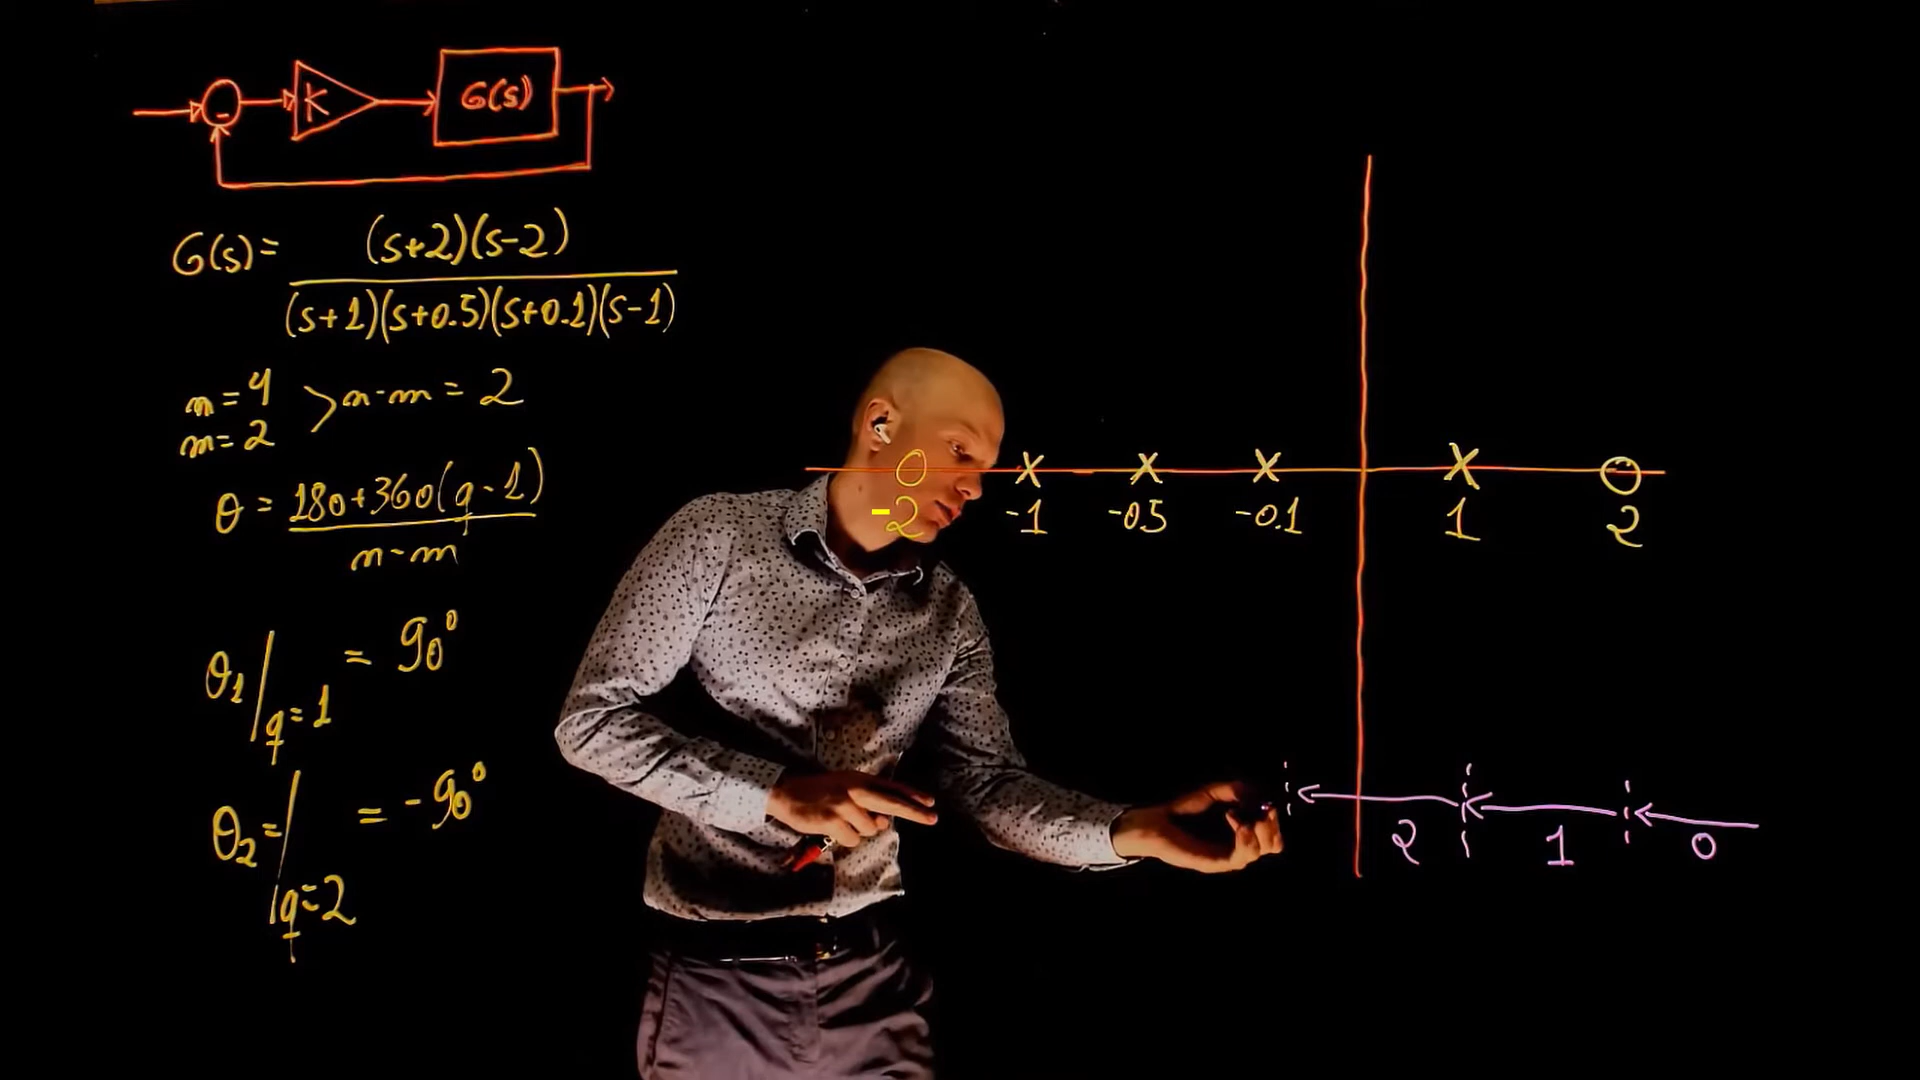 K G(s)
G(s) = (s+2)(s-2)
(s+1)(s+0.5)(s+0.1)(s-1)
n=4 > n-m = 2
m=2
θ = 180+360(q-1)
n-m
θ1 | q=1 = 90°
θ2= | q=2 = -90°
-2 -1 -0.5 -0.1 1 2
2 1 0